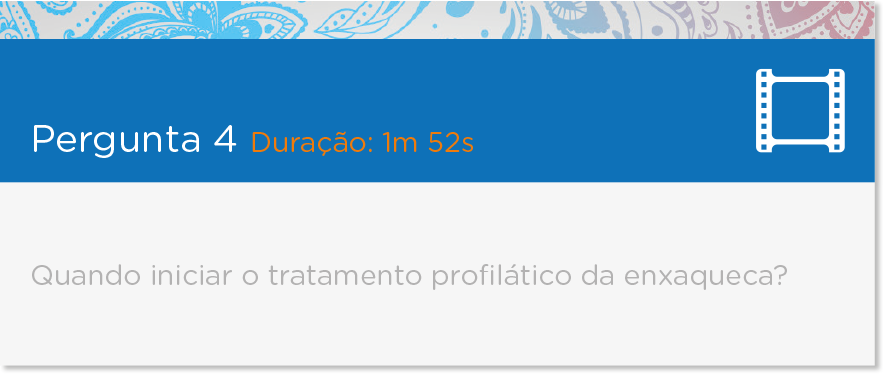 Pergunta 4 Duração: 1m 52s
Quando iniciar o tratamento profilático da enxaqueca?